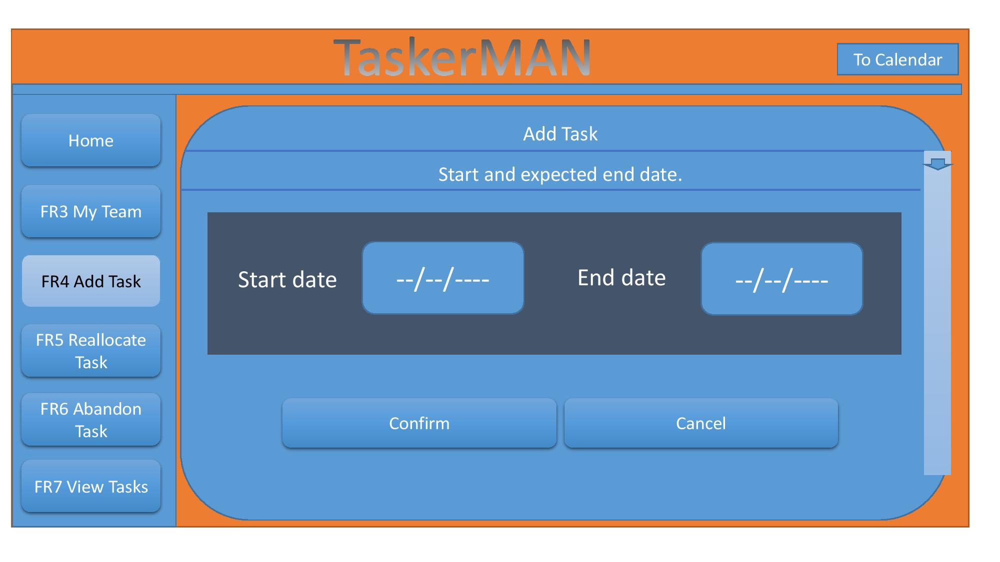 TaskerMAN
To Calendar
Home
FR3 My Team
FR4 Add Task
FR5 Reallocate
Task
FR6 Abandon
Task
FR7 View Tasks
Add Task
Start and expected end date.
Start date
--/--/----
End date
--/--/----
Confirm
Cancel